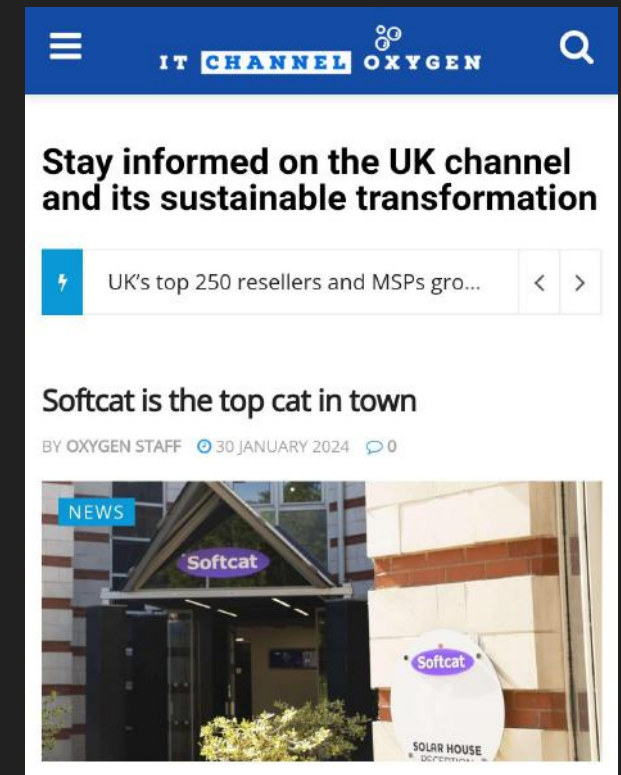 IT CHANNEL OXYGEN
Stay informed on the UK channel
and its sustainable transformation
UK's top 250 resellers and MSPs gro...
Softcat is the top cat in town
BY OXYGEN STAFF 30 JANUARY 2024 0
NEWS
Softcat
Softcat
SOLAR HOUSE
RECEPTION